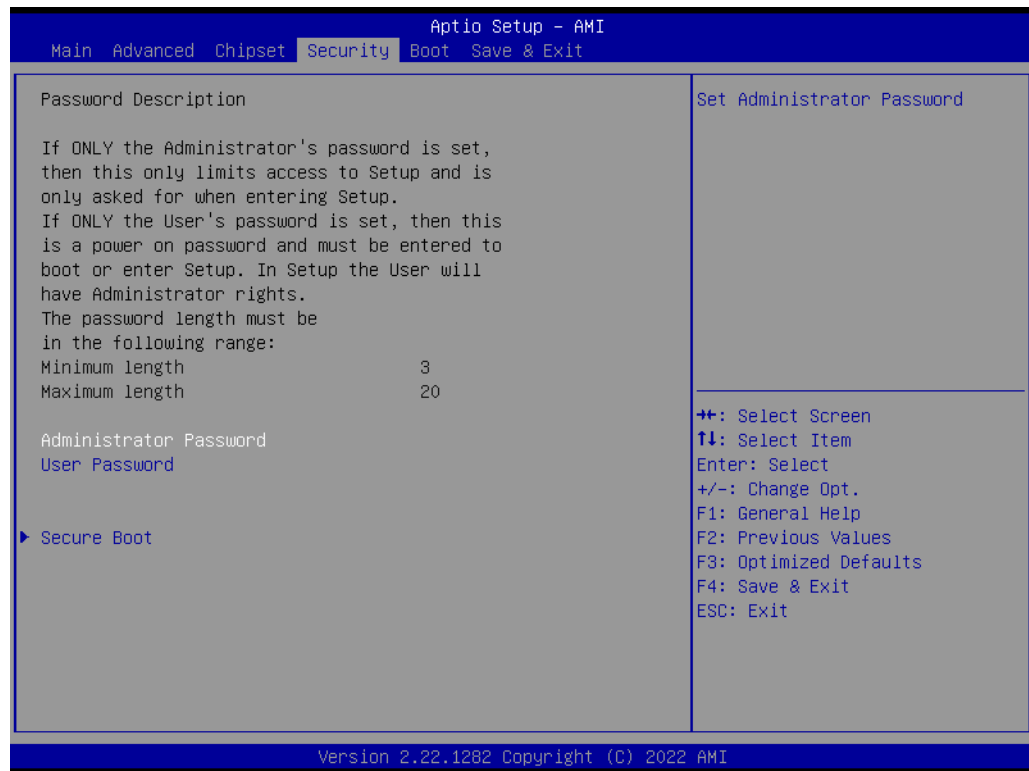 Aptio Setup – AMI
Main Advanced Chipset Security Boot Save & Exit
Password Description
If ONLY the Administrator's password is set,
then this only limits access to Setup and is
only asked for when entering Setup.
If ONLY the User's password is set, then this
is a power on password and must be entered to
boot or enter Setup. In Setup the User will
have Administrator rights.
The password length must be
in the following range:
Minimum length 3
Maximum length 20
Administrator Password
User Password
Secure Boot
Set Administrator Password
→←: Select Screen
↑↓: Select Item
Enter: Select
+/-: Change Opt.
F1: General Help
F2: Previous Values
F3: Optimized Defaults
F4: Save & Exit
ESC: Exit
Version 2.22.1282 Copyright (C) 2022 AMI